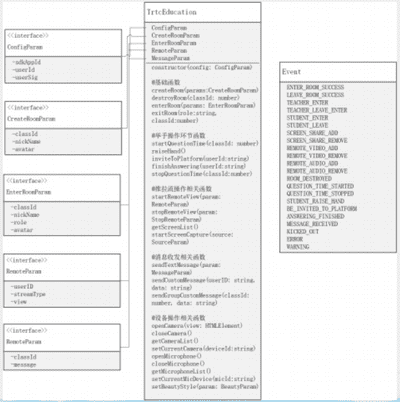 <<interface>>
ConfigParam
-sdkAppId
-userId
-userSig
<<interface>>
CreateRoomParam
-classId
-nickName
-avatar
<<interface>>
EnterRoomParam
-classId
-nickName
-role
-avatar
<<interface>>
RemoteParam
-userID
-streamType
-view
<<interface>>
RemoteParam
-classId
-message
TrtcEducation
ConfigParam
CreateRoomParam
EnterRoomParam
RemoteParam
MessageParam
constructor(config: ConfigParam)
#基础函数
createRoom(params:CreateRoomParam)
destroyRoom(classId: number)
enterRoom(params: EnterRoomParam)
exitRoom(role:string,
classId:number)
#举手操作环节函数
startQuestionTime(classId: number)
raiseHand()
inviteToPlatform(userId:string)
finishAnswering(userId:string)
stopQuestionTime(classId:number)
#推拉流操作相关函数
startRemoteView(param:
RemoteParam)
stopRemoteView(param:
StopRemoteParam)
getScreenList()
startScreenCapture(source:
SourceParam)
#消息收发相关函数
sendTextMessage(param:
MessageParam)
sendCustomMessage(userID: string,
data: string)
sendGroupCustomMessage(classId:
number, data: string)
#设备操作相关函数
openCamera(view: HTMLElement)
closeCamera()
getCameraList()
setCurrentCamera(deviceId:string)
openMicrophone()
closeMicrophone()
getMicrophoneList()
setCurrentMicDevice(micId:string)
setBeautyStyle(param: BeautyParam)
Event
ENTER_ROOM_SUCCESS
LEAVE_ROOM_SUCCESS
TEACHER_ENTER
TEACHER_LEAVE_ENTER
STUDENT_ENTER
STUDENT_LEAVE
SCREEN_SHARE_ADD
SCREEN_SHARE_REMOVE
REMOTE_VIDEO_ADD
REMOTE_VIDEO_REMOVE
REMOTE_AUDIO_ADD
REMOTE_AUDIO_REMOVE
ROOM_DESTROYED
QUESTION_TIME_STARTED
QUESTION_TIME_STOPPED
STUDENT_RAISE_HAND
BE_INVITED_TO_PLATFORM
ANSWERING_FINISHED
MESSAGE_RECEIVED
KICKED_OUT
ERROR
WARNING